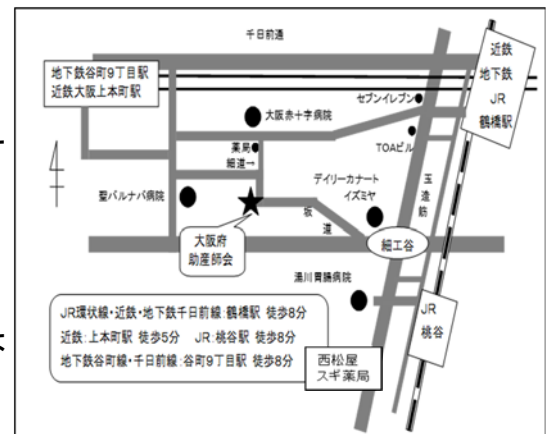 千日前通
近鉄
地下鉄
JR
鶴橋駅
地下鉄谷町9丁目駅
近鉄大阪上本町駅
セブンイレブン
大阪赤十字病院
TOAビル
薬局
細道→
デイリーカナート
イズミヤ
玉造筋
聖バルナバ病院
坂道
大阪府
助産師会
細工谷
湯川胃腸病院
JR環状線・近鉄・地下鉄千日前線:鶴橋駅 徒歩8分
近鉄:上本町駅 徒歩5分 JR:桃谷駅 徒歩8分
地下鉄谷町線・千日前線:谷町9丁目駅 徒歩8分
JR
桃谷
西松屋
スギ薬局